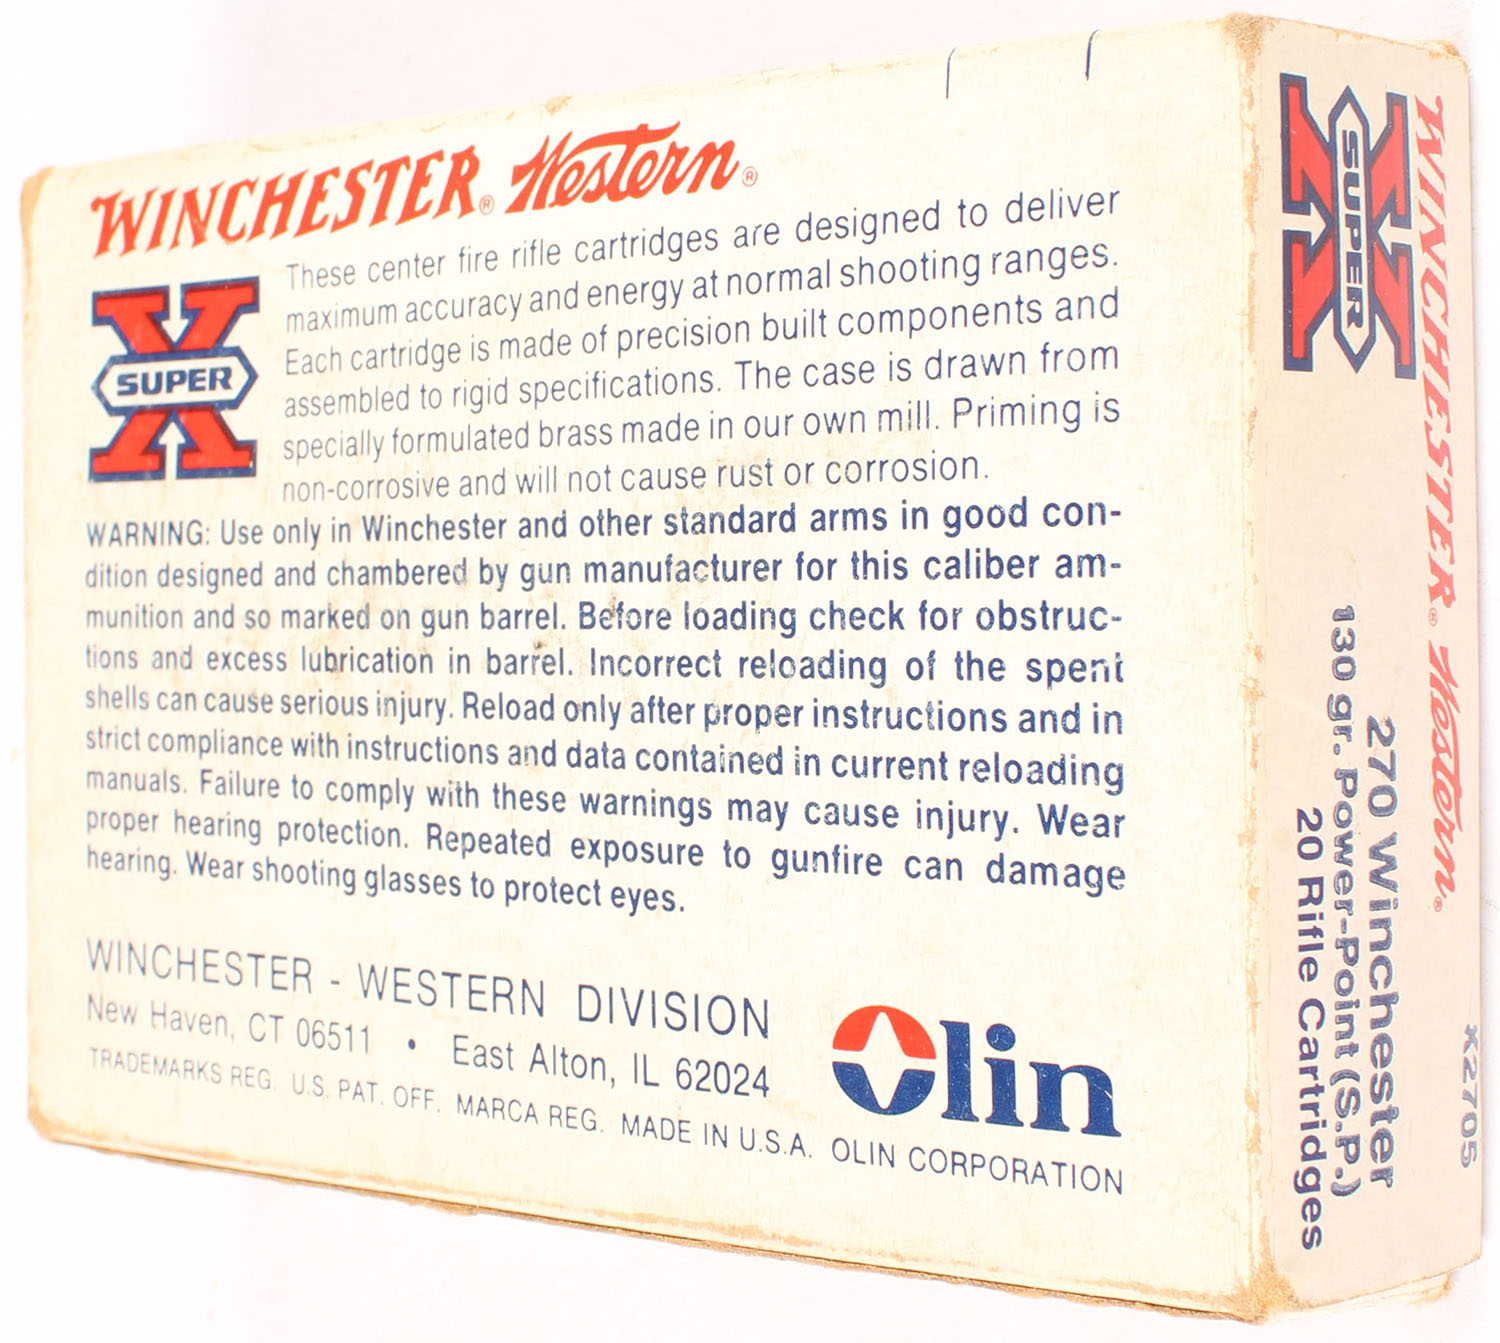 WINCHESTER® Western®
SUPER X
These center fire rifle cartridges are designed to deliver
maximum accuracy and energy at normal shooting ranges.
Each cartridge is made of precision built components and
assembled to rigid specifications. The case is drawn from
specially formulated brass made in our own mill. Priming is
non-corrosive and will not cause rust or corrosion.
WARNING: Use only in Winchester and other standard arms in good con-
dition designed and chambered by gun manufacturer for this caliber am-
munition and so marked on gun barrel. Before loading check for obstruc-
tions and excess lubrication in barrel. Incorrect reloading of the spent
shells can cause serious injury. Reload only after proper instructions and in
strict compliance with instructions and data contained in current reloading
manuals. Failure to comply with these warnings may cause injury. Wear
proper hearing protection. Repeated exposure to gunfire can damage
hearing. Wear shooting glasses to protect eyes.
WINCHESTER - WESTERN DIVISION
New Haven, CT 06511 • East Alton, IL 62024
Olin
TRADEMARKS REG. U.S. PAT. OFF. MARCA REG. MADE IN U.S.A. OLIN CORPORATION
WINCHESTER® Western®
X2705
SUPER X
270 Winchester
130 gr. Power-Point (S.P.)
20 Rifle Cartridges